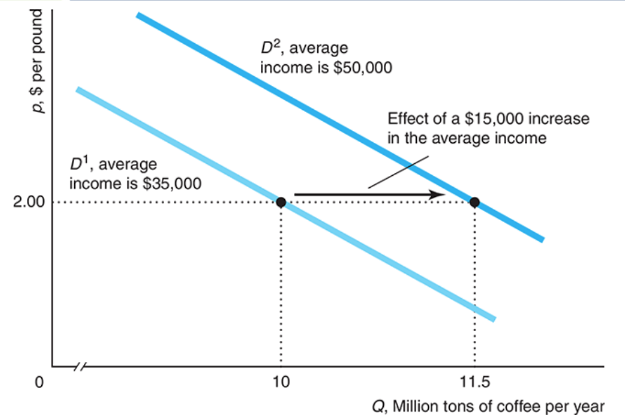 p, $ per pound
D², average
income is $50,000
Effect of a $15,000 increase
in the average income
D¹, average
income is $35,000
2.00
0
10
11.5
Q, Million tons of coffee per year